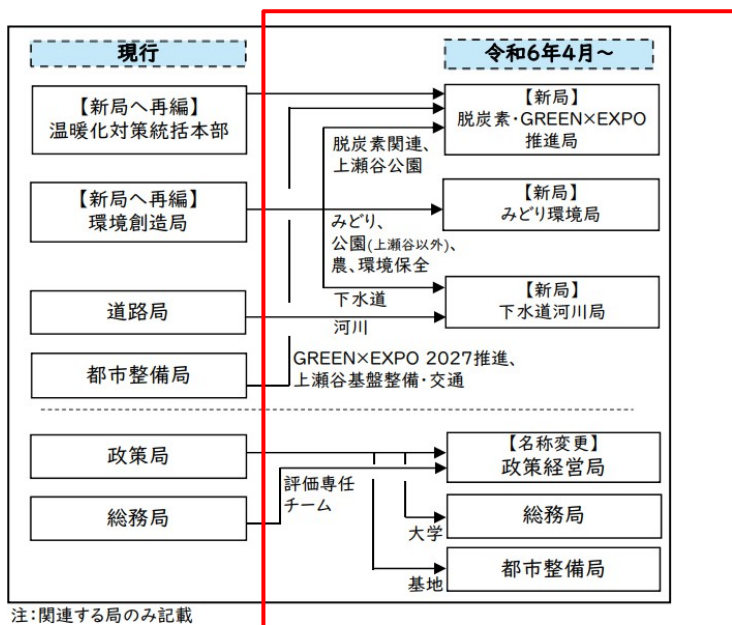 現行
令和6年4月~
【新局へ再編】
温暖化対策統括本部
【新局】
脱炭素・GREEN×EXPO
推進局
脱炭素関連、
上瀬谷公園
【新局へ再編】
環境創造局
【新局】
みどり環境局
みどり、
公園(上瀬谷以外)、
農、環境保全
下水道
道路局
河川
【新局】
下水道河川局
都市整備局
GREEN×EXPO 2027推進、
上瀬谷基盤整備・交通
政策局
【名称変更】
政策経営局
評価専任
チーム
総務局
大学
総務局
基地
都市整備局
注:関連する局のみ記載